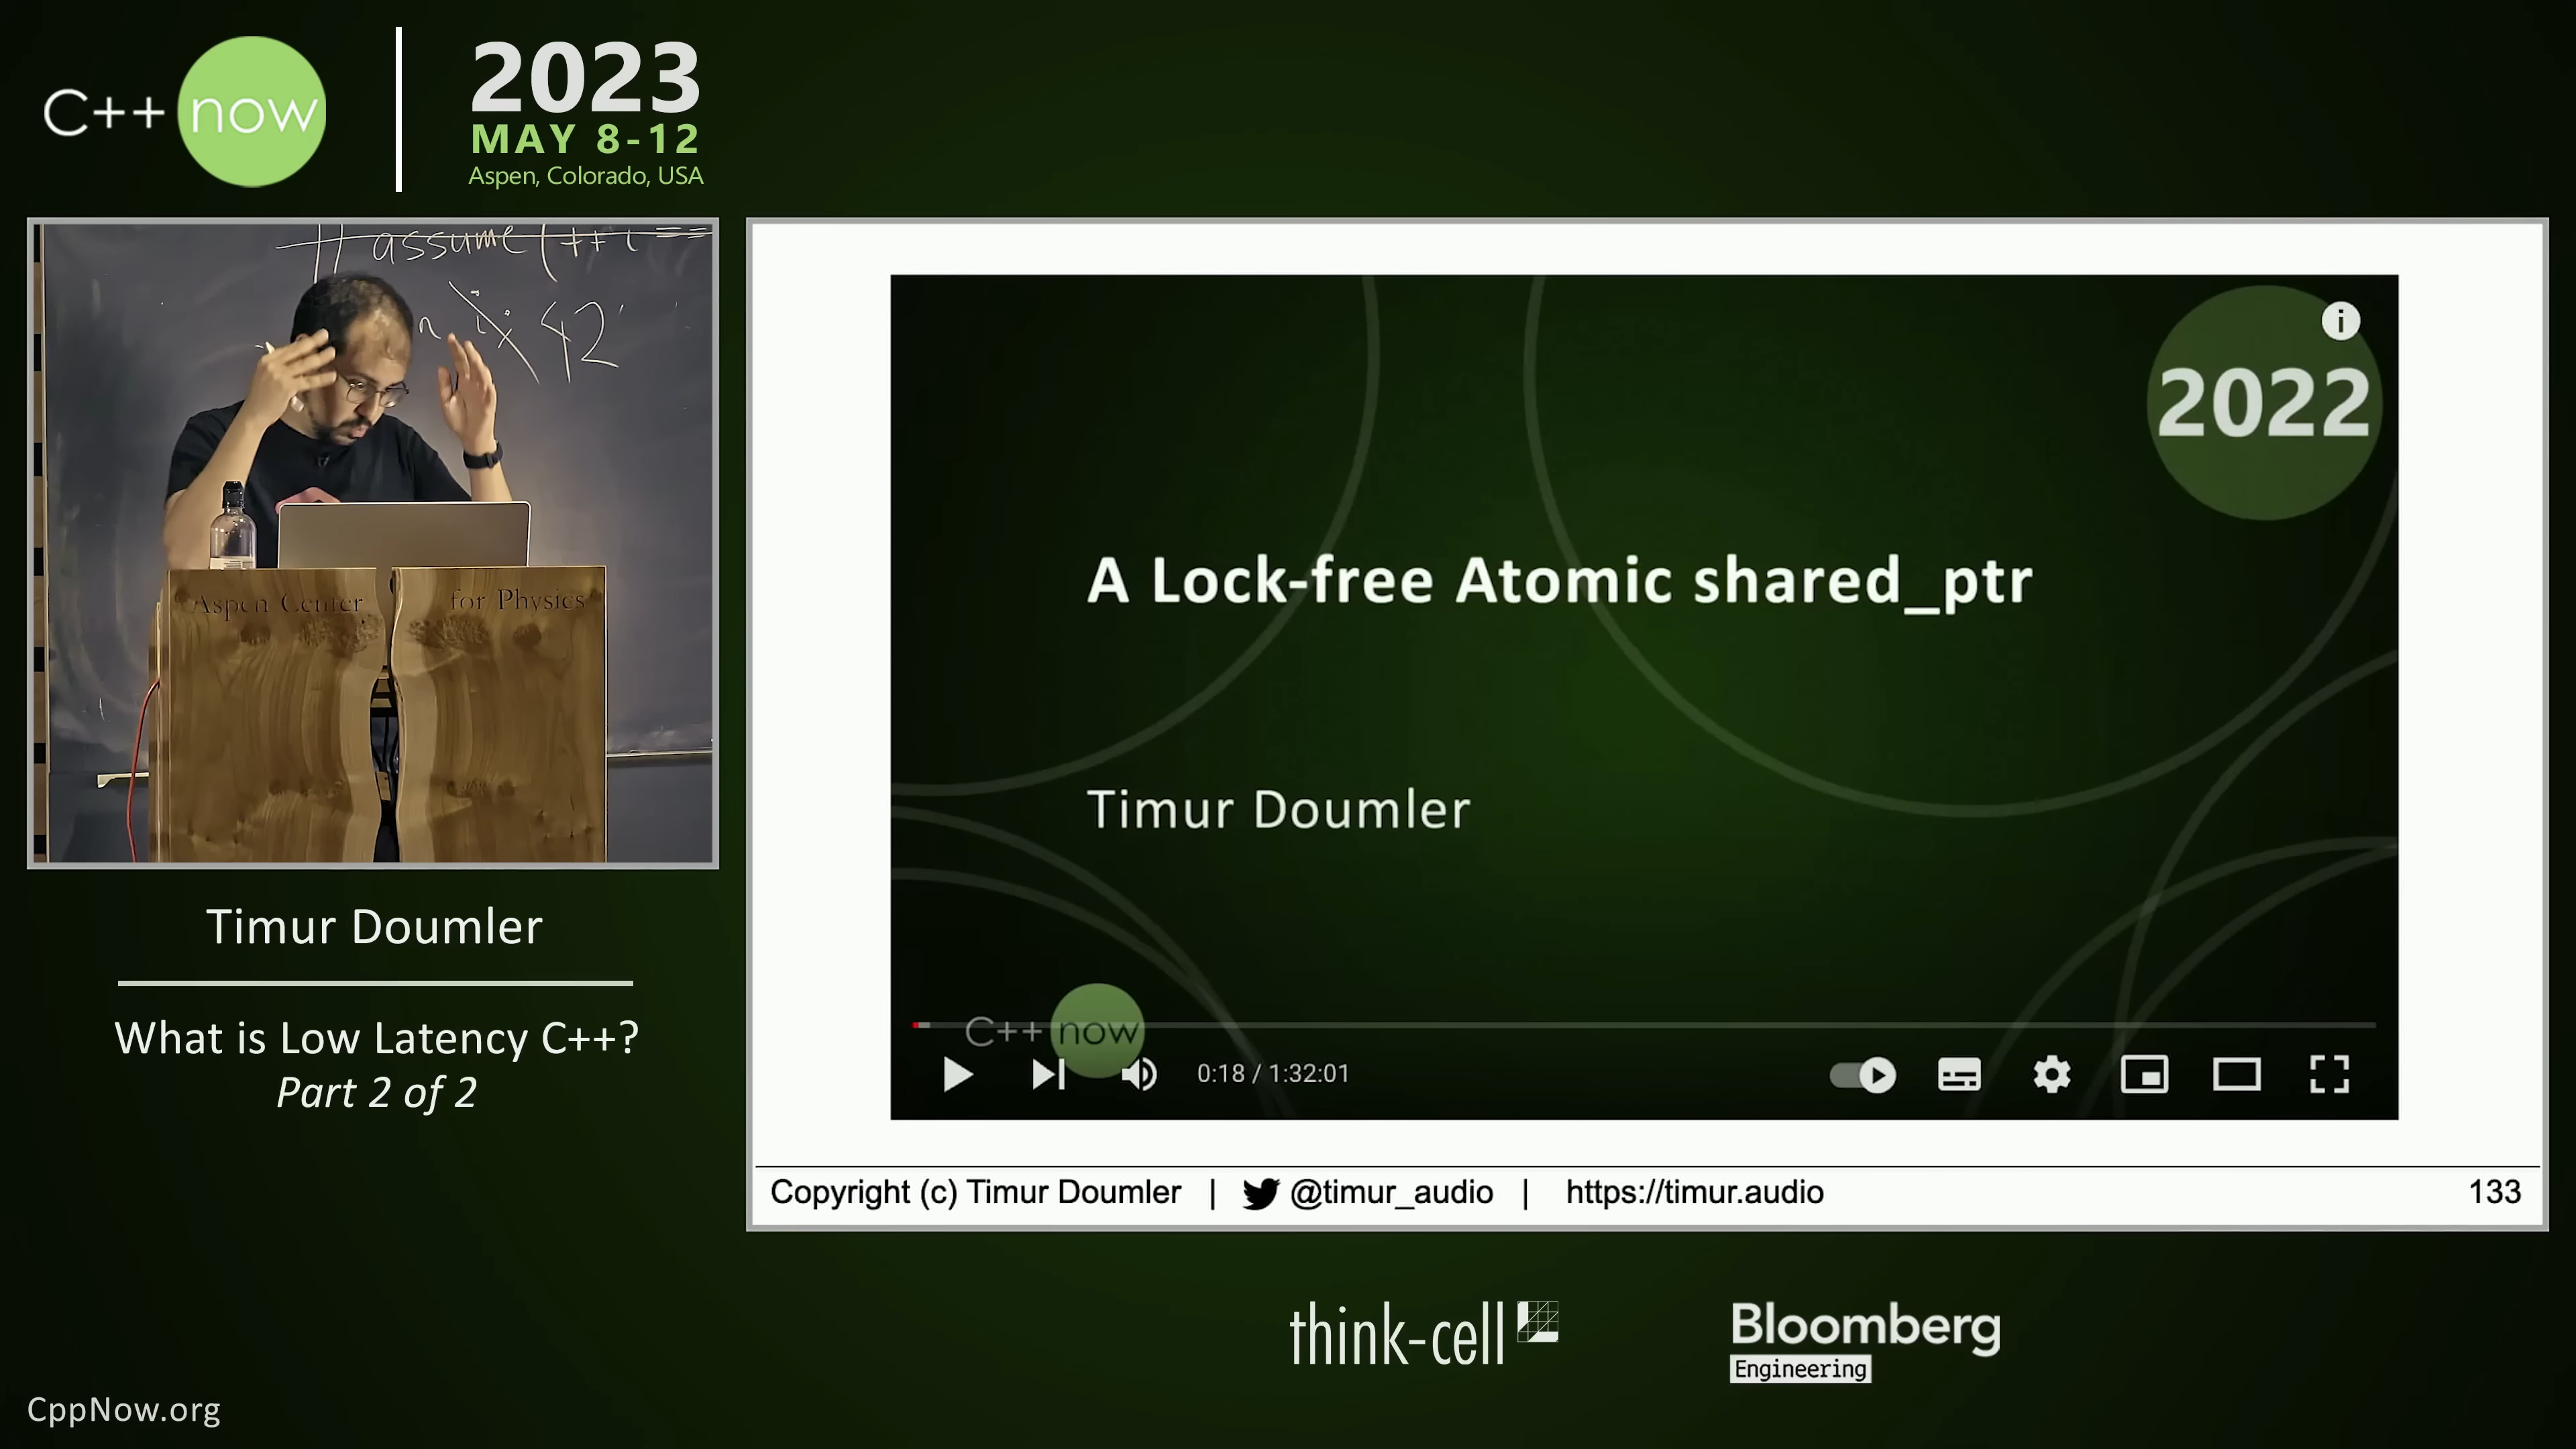 C++ now
2023
MAY 8-12
Aspen, Colorado, USA
assume(++i ==
42
Aspen Center for Physics
Timur Doumler
What is Low Latency C++?
Part 2 of 2
2022
A Lock-free Atomic shared_ptr
Timur Doumler
C++ now
0:18 / 1:32:01
Copyright (c) Timur Doumler | @timur_audio | https://timur.audio
133
think-cell
Bloomberg
Engineering
CppNow.org